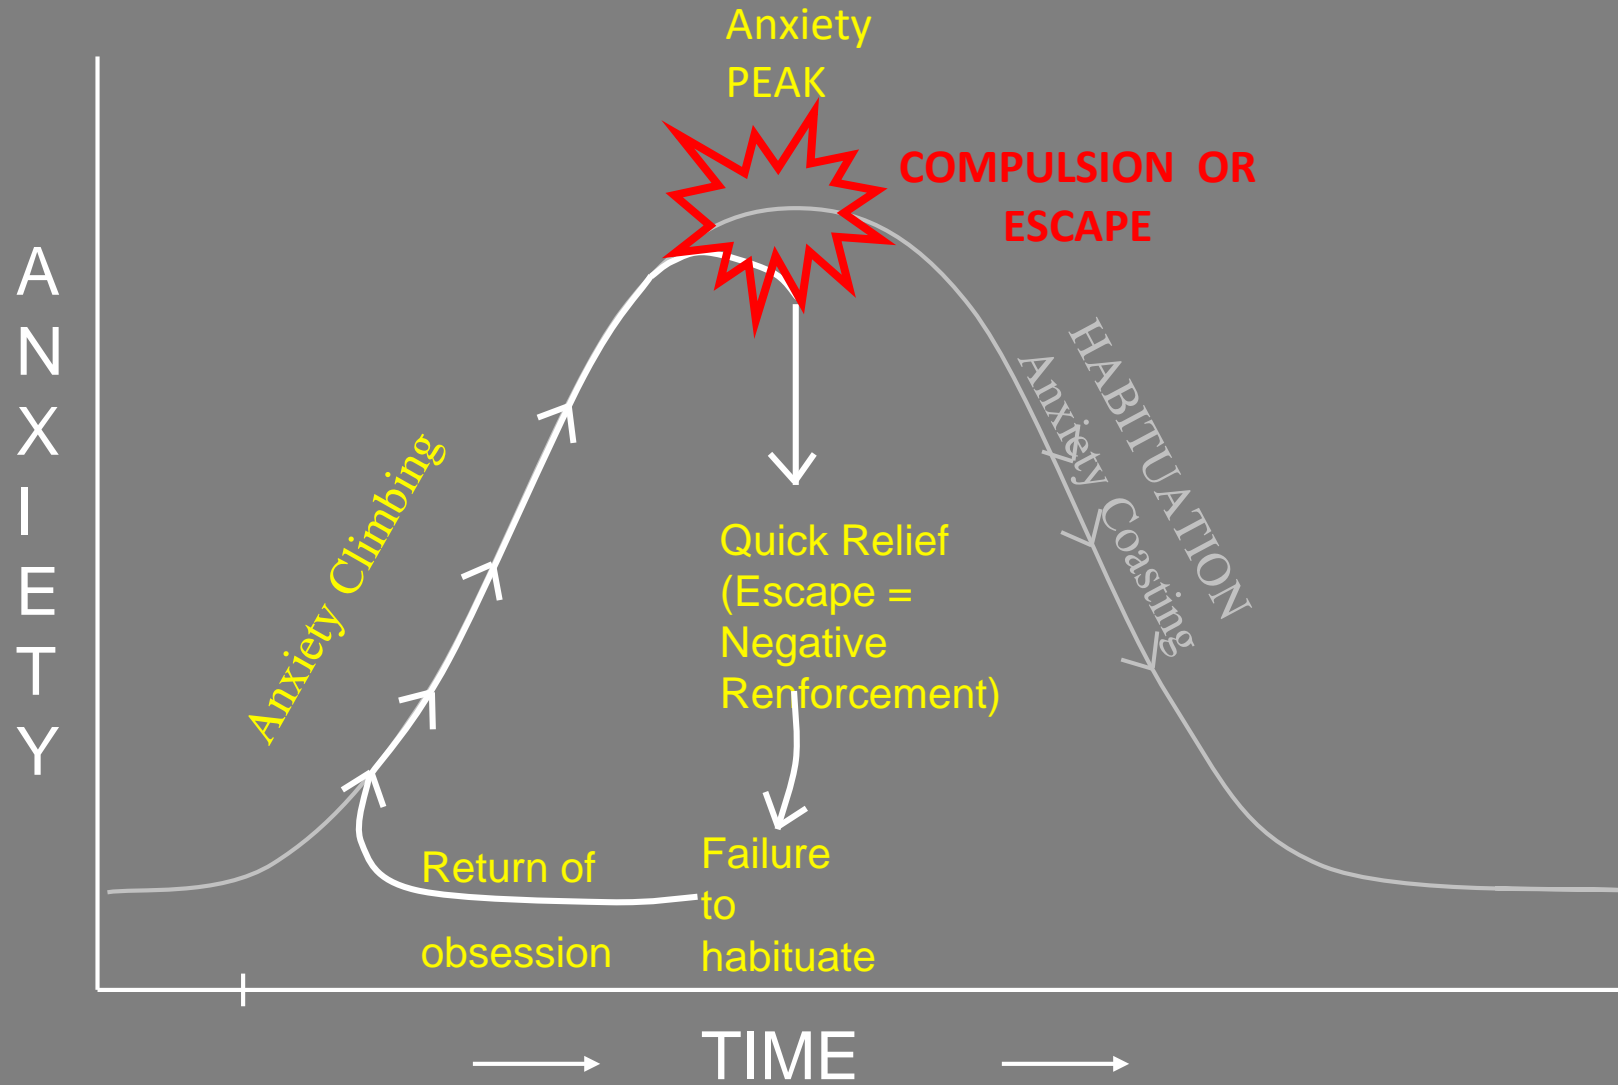 Anxiety
PEAK
COMPULSION OR
ESCAPE
ANXIETY
Anxiety Climbing
HABITUATION
Anxiety Coasting
Quick Relief
(Escape =
Negative
Renforcement)
Return of
obsession
Failure
to
habituate
TIME